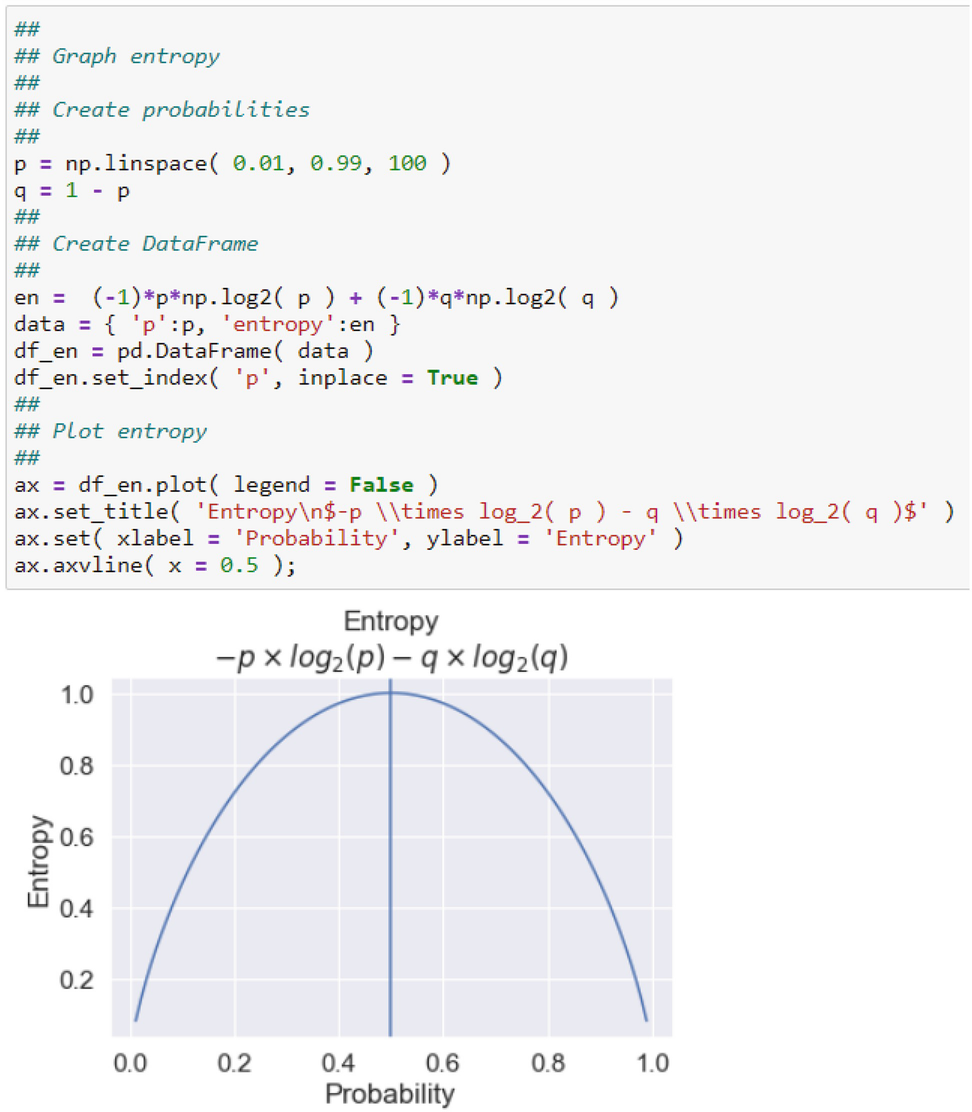 ##
## Graph entropy
##
## Create probabilities
##
p = np.linspace( 0.01, 0.99, 100 )
q = 1 - p
##
## Create DataFrame
##
en =  (-1)*p*np.log2( p ) + (-1)*q*np.log2( q )
data = { 'p':p, 'entropy':en }
df_en = pd.DataFrame( data )
df_en.set_index( 'p', inplace = True )
##
## Plot entropy
##
ax = df_en.plot( legend = False )
ax.set_title( 'Entropy\n$-p \\times log_2( p ) - q \\times log_2( q )$' )
ax.set( xlabel = 'Probability', ylabel = 'Entropy' )
ax.axvline( x = 0.5 );
Entropy
−p × log₂(p) − q × log₂(q)
1.0
0.8
0.6
0.4
0.2
Entropy
0.0 0.2 0.4 0.6 0.8 1.0
Probability